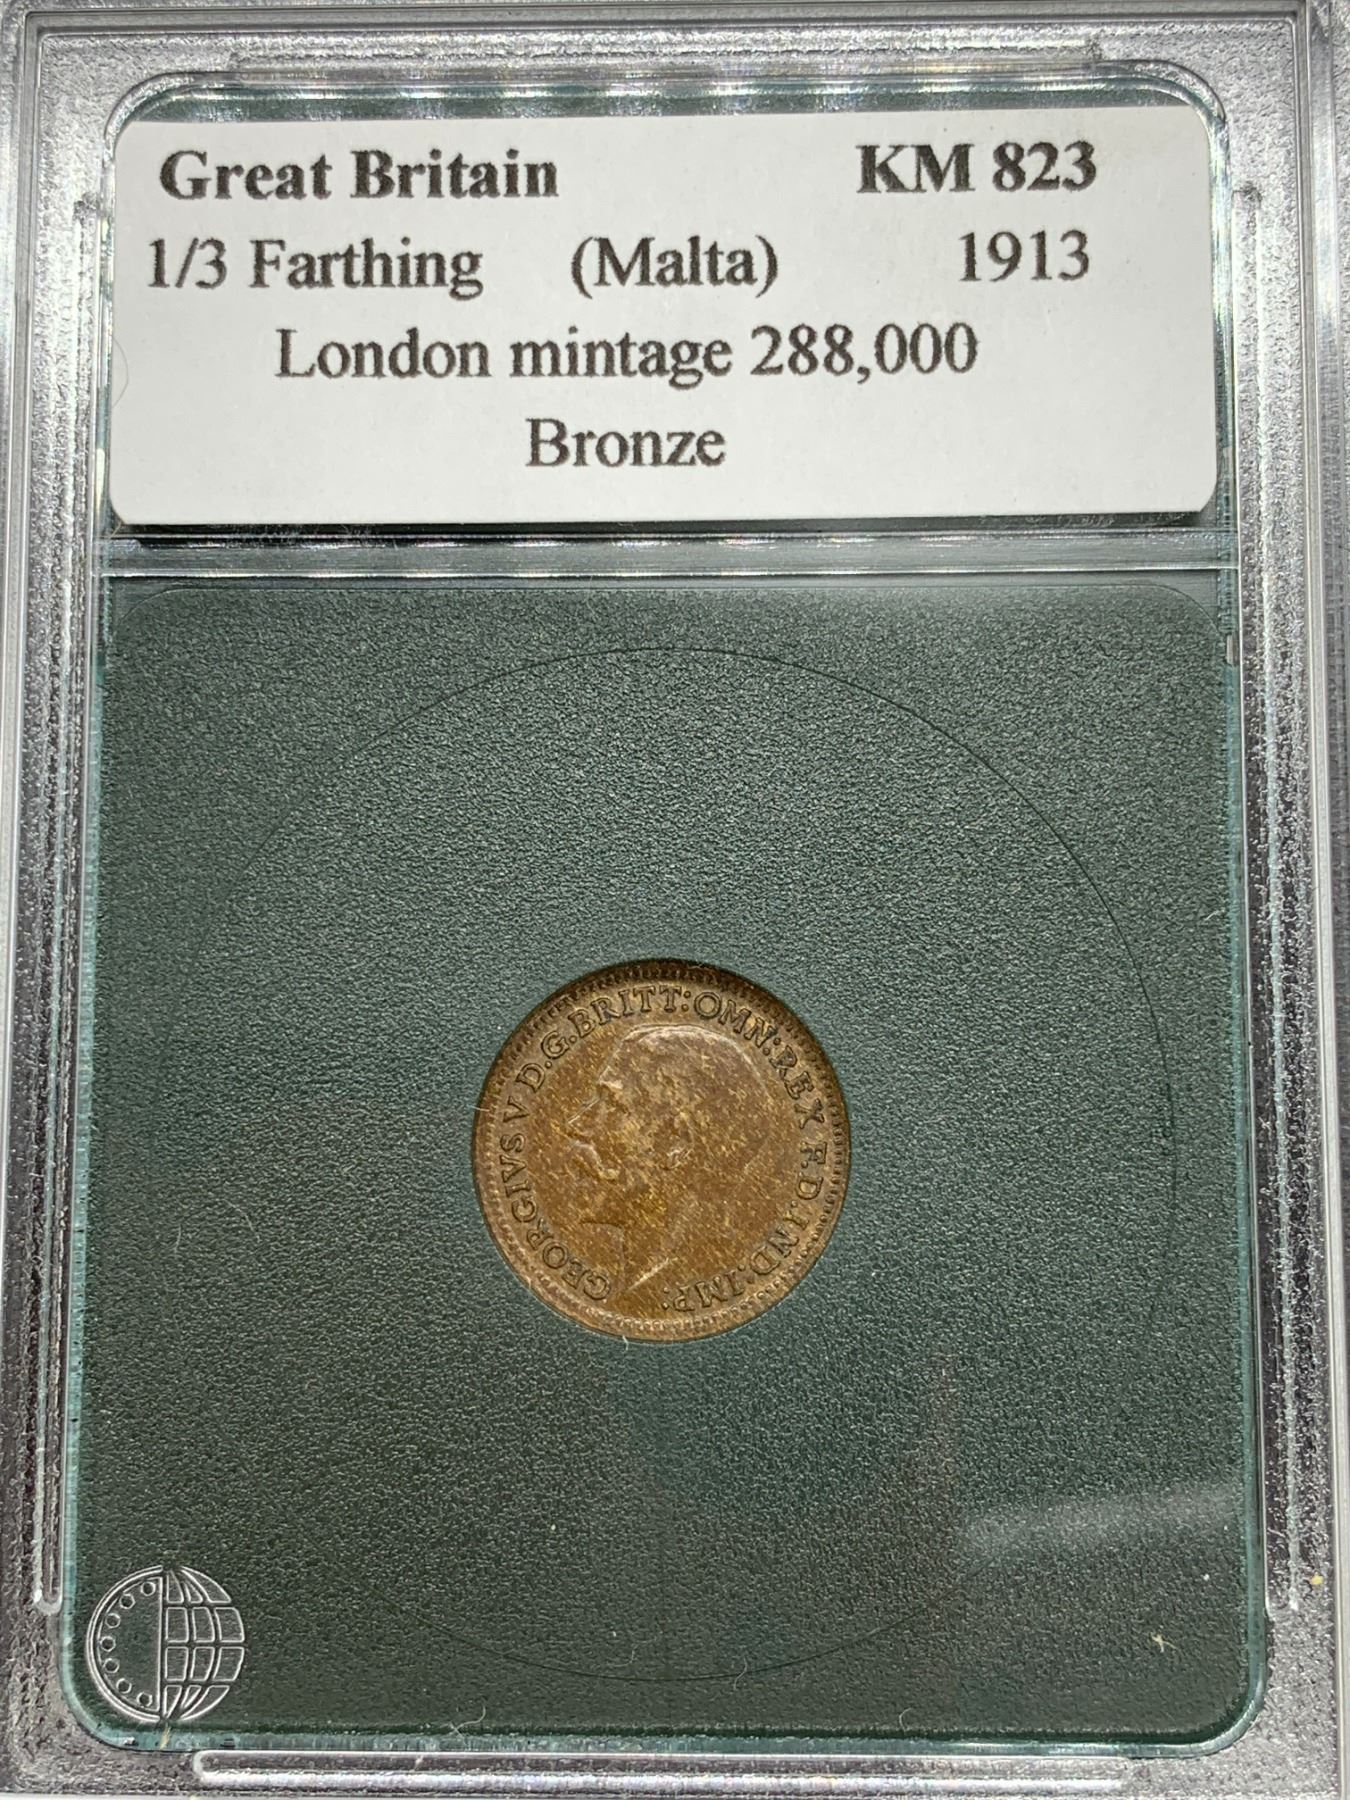 Great Britain KM 823
1/3 Farthing (Malta) 1913
London mintage 288,000
Bronze
GEORGIVS V D.G.BRITT:OMN:REX F.D.IND:IMP: